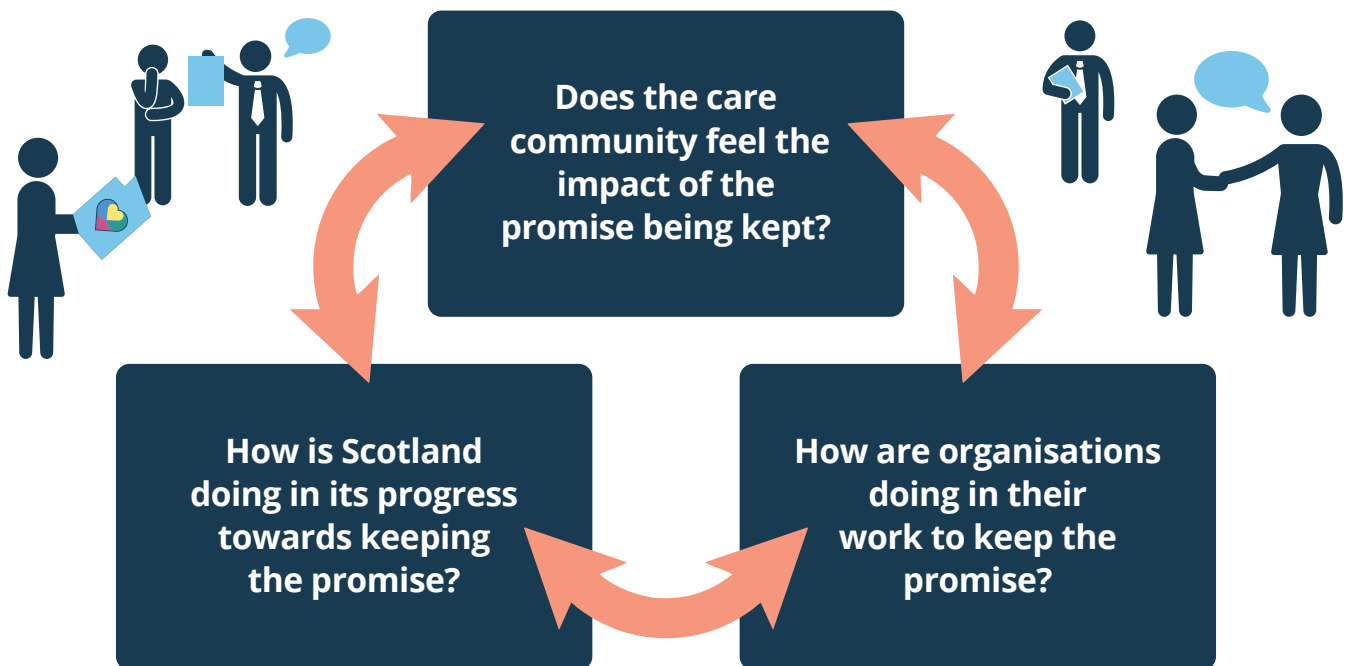 Does the care
community feel the
impact of the
promise being kept?
How is Scotland
doing in its progress
towards keeping
the promise?
How are organisations
doing in their
work to keep the
promise?